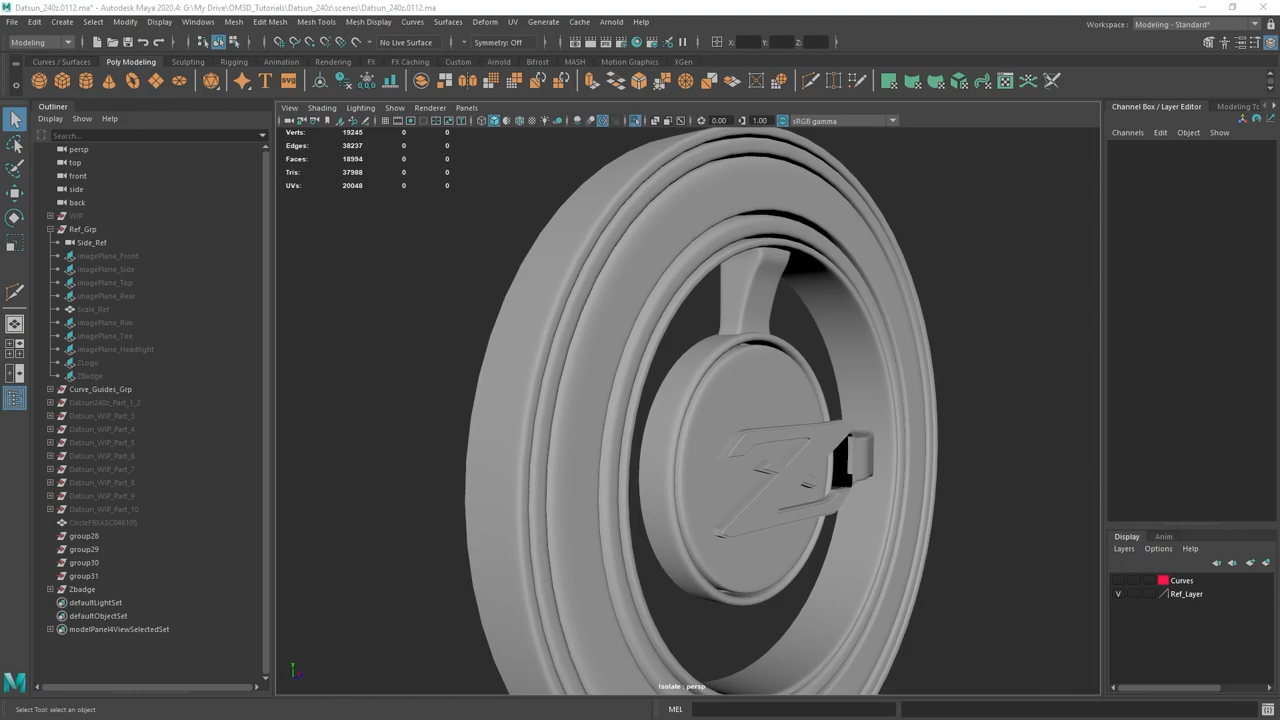 Datsun_240z.0112.ma* - Autodesk Maya 2020.4: G:\My Drive\OM3D_Tutorials\Datsun_240z\scenes\Datsun_240z.0112.ma
File Edit Create Select Modify Display Windows Mesh Edit Mesh Mesh Tools Mesh Display Curves Surfaces Deform UV Generate Cache Arnold Help
Workspace : Modeling - Standard*
Modeling
No Live Surface
Symmetry: Off
X: Y: Z:
Curves / Surfaces Poly Modeling Sculpting Rigging Animation Rendering FX FX Caching Custom Arnold Bifrost MASH Motion Graphics XGen
SVG
Outliner
Display Show Help
Search...
persp
top
front
side
back
WIP
Ref_Grp
Side_Ref
imagePlane_Front
imagePlane_Side
imagePlane_Top
imagePlane_Rear
Scale_Ref
imagePlane_Rim
imagePlane_Tire
imagePlane_Headlight
ZLogo
ZBadge
Curve_Guides_Grp
Datsun240z_Part_1_2
Datsun_WIP_Part_3
Datsun_WIP_Part_4
Datsun_WIP_Part_5
Datsun_WIP_Part_6
Datsun_WIP_Part_7
Datsun_WIP_Part_8
Datsun_WIP_Part_9
Datsun_WIP_Part_10
CircleFBXASC046105
group28
group29
group30
group31
Zbadge
defaultLightSet
defaultObjectSet
modelPanel4ViewSelectedSet
View Shading Lighting Show Renderer Panels
0.00 1.00 sRGB gamma
Verts: 19245 0 0
Edges: 38237 0 0
Faces: 18994 0 0
Tris: 37988 0 0
UVs: 20048 0 0
Z
Y
Isolate : persp
Channel Box / Layer Editor Modeling Tc
Channels Edit Object Show
Display Anim
Layers Options Help
Curves
V Ref_Layer
M
Select Tool: select an object
MEL